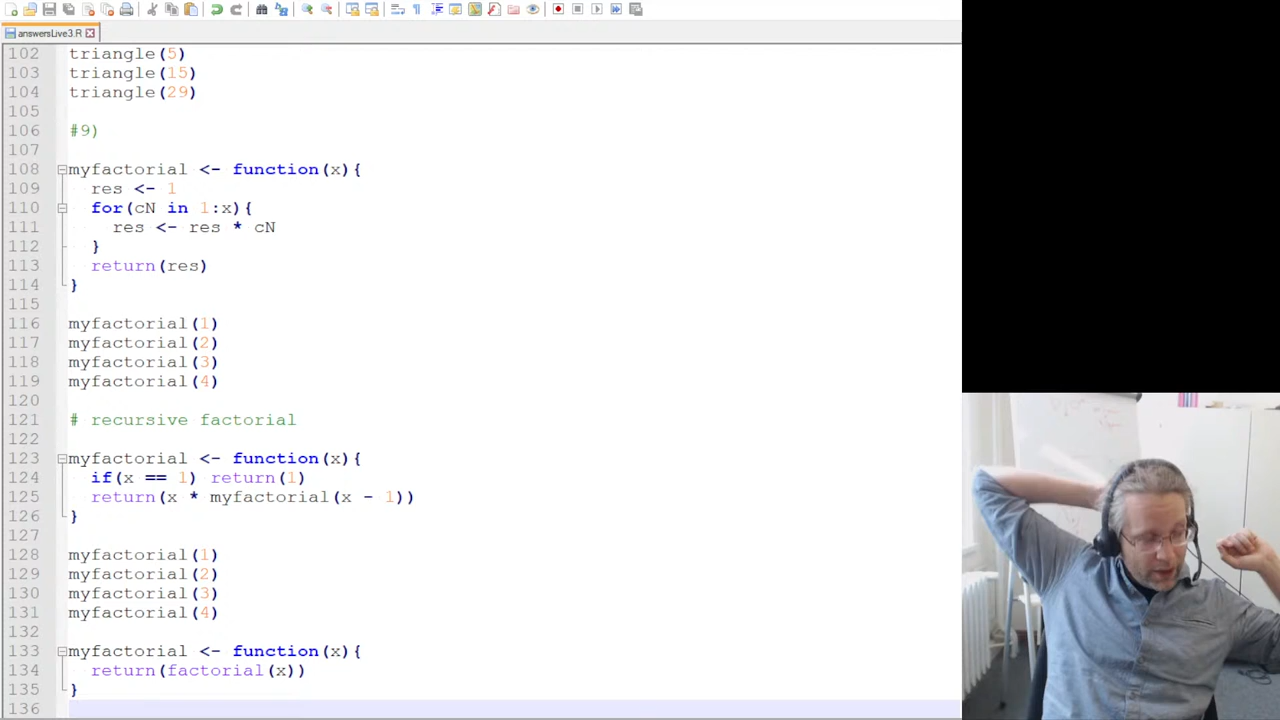 answersLive3.R
102 triangle(5)
103 triangle(15)
104 triangle(29)
105
106 #9)
107
108 myfactorial <- function(x){
109   res <- 1
110   for(cN in 1:x){
111     res <- res * cN
112   }
113   return(res)
114 }
115
116 myfactorial(1)
117 myfactorial(2)
118 myfactorial(3)
119 myfactorial(4)
120
121 # recursive factorial
122
123 myfactorial <- function(x){
124   if(x == 1) return(1)
125   return(x * myfactorial(x - 1))
126 }
127
128 myfactorial(1)
129 myfactorial(2)
130 myfactorial(3)
131 myfactorial(4)
132
133 myfactorial <- function(x){
134   return(factorial(x))
135 }
136